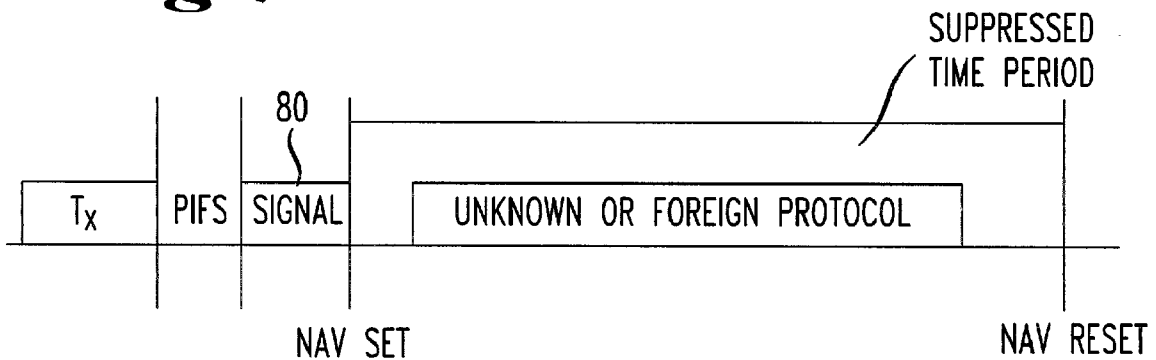 SUPPRESSED
TIME PERIOD
80
Tx
PIFS
SIGNAL
UNKNOWN OR FOREIGN PROTOCOL
NAV SET
NAV RESET